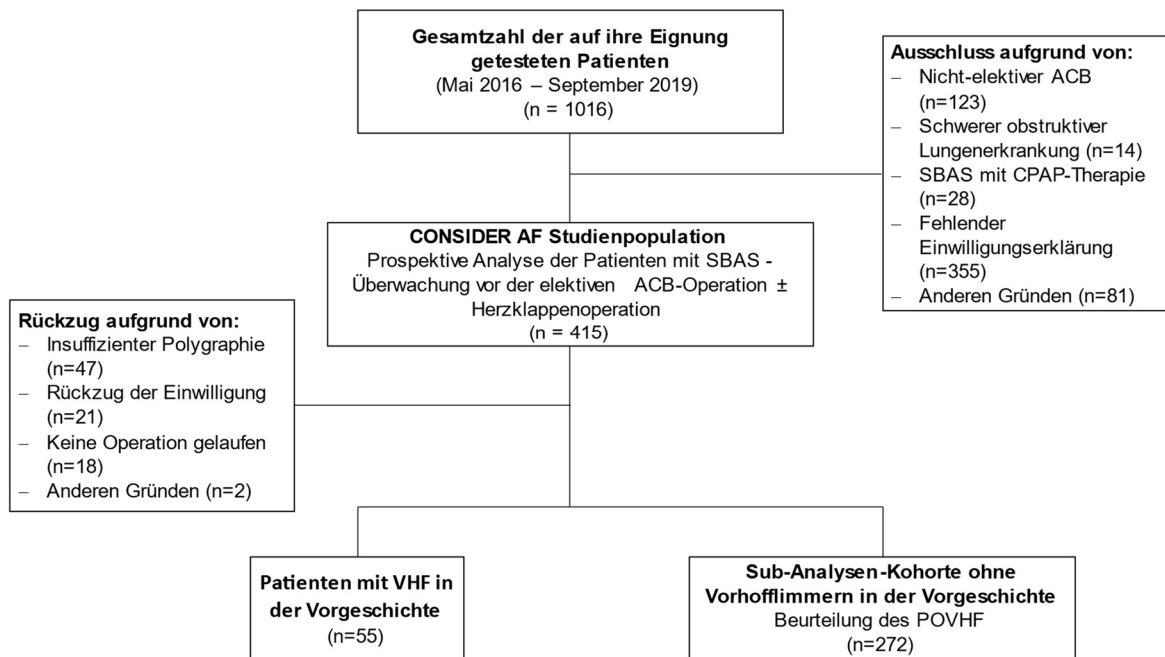 Gesamtzahl der auf ihre Eignung
getesteten Patienten
(Mai 2016 – September 2019)
(n = 1016)
Ausschluss aufgrund von:
– Nicht-elektiver ACB
(n=123)
– Schwerer obstruktiver
Lungenerkrankung (n=14)
– SBAS mit CPAP-Therapie
(n=28)
– Fehlender
Einwilligungserklärung
(n=355)
– Anderen Gründen (n=81)
CONSIDER AF Studienpopulation
Prospektive Analyse der Patienten mit SBAS -
Überwachung vor der elektiven ACB-Operation ±
Herzklappenoperation
(n = 415)
Rückzug aufgrund von:
– Insuffizienter Polygraphie
(n=47)
– Rückzug der Einwilligung
(n=21)
– Keine Operation gelaufen
(n=18)
– Anderen Gründen (n=2)
Patienten mit VHF in
der Vorgeschichte
(n=55)
Sub-Analysen-Kohorte ohne
Vorhofflimmern in der Vorgeschichte
Beurteilung des POVHF
(n=272)